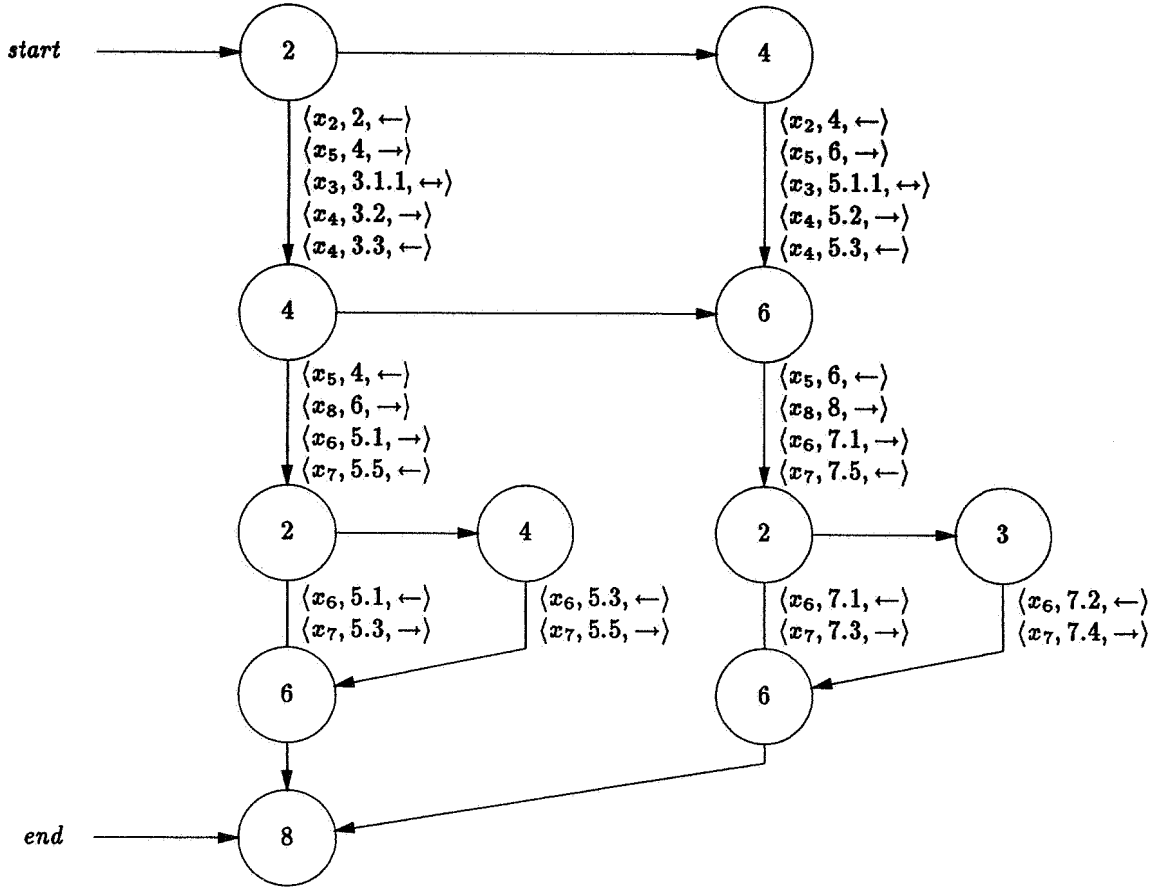 start 2 4
⟨x₂, 2, ←⟩ ⟨x₂, 4, ←⟩
⟨x₅, 4, →⟩ ⟨x₅, 6, →⟩
⟨x₃, 3.1.1, ↔⟩ ⟨x₃, 5.1.1, ↔⟩
⟨x₄, 3.2, →⟩ ⟨x₄, 5.2, →⟩
⟨x₄, 3.3, ←⟩ ⟨x₄, 5.3, ←⟩
4 6
⟨x₅, 4, ←⟩ ⟨x₅, 6, ←⟩
⟨x₈, 6, →⟩ ⟨x₈, 8, →⟩
⟨x₆, 5.1, →⟩ ⟨x₆, 7.1, →⟩
⟨x₇, 5.5, ←⟩ ⟨x₇, 7.5, ←⟩
2 4 2 3
⟨x₆, 5.1, ←⟩ ⟨x₆, 5.3, ←⟩ ⟨x₆, 7.1, ←⟩ ⟨x₆, 7.2, ←⟩
⟨x₇, 5.3, →⟩ ⟨x₇, 5.5, →⟩ ⟨x₇, 7.3, →⟩ ⟨x₇, 7.4, →⟩
6 6
end 8